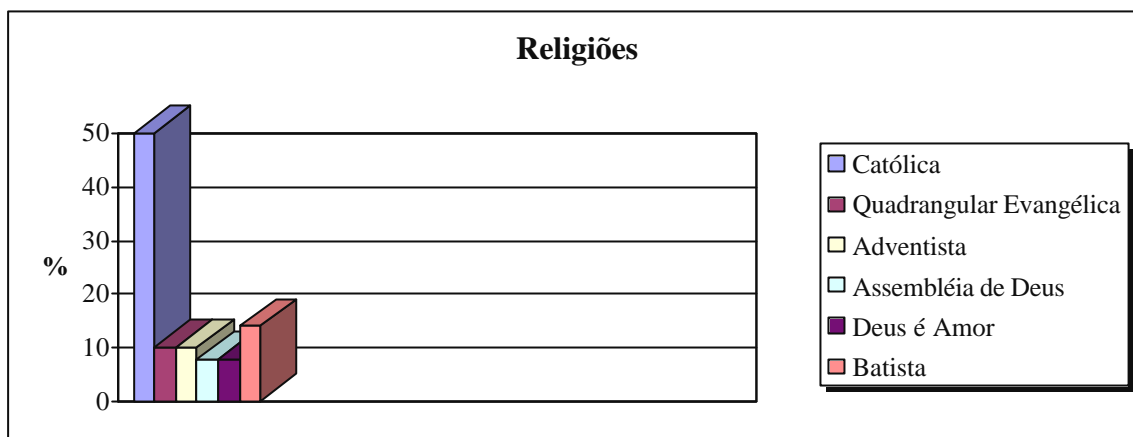 Religiões
50
40
30
20
10
0
%
Católica
Quadrangular Evangélica
Adventista
Assembléia de Deus
Deus é Amor
Batista